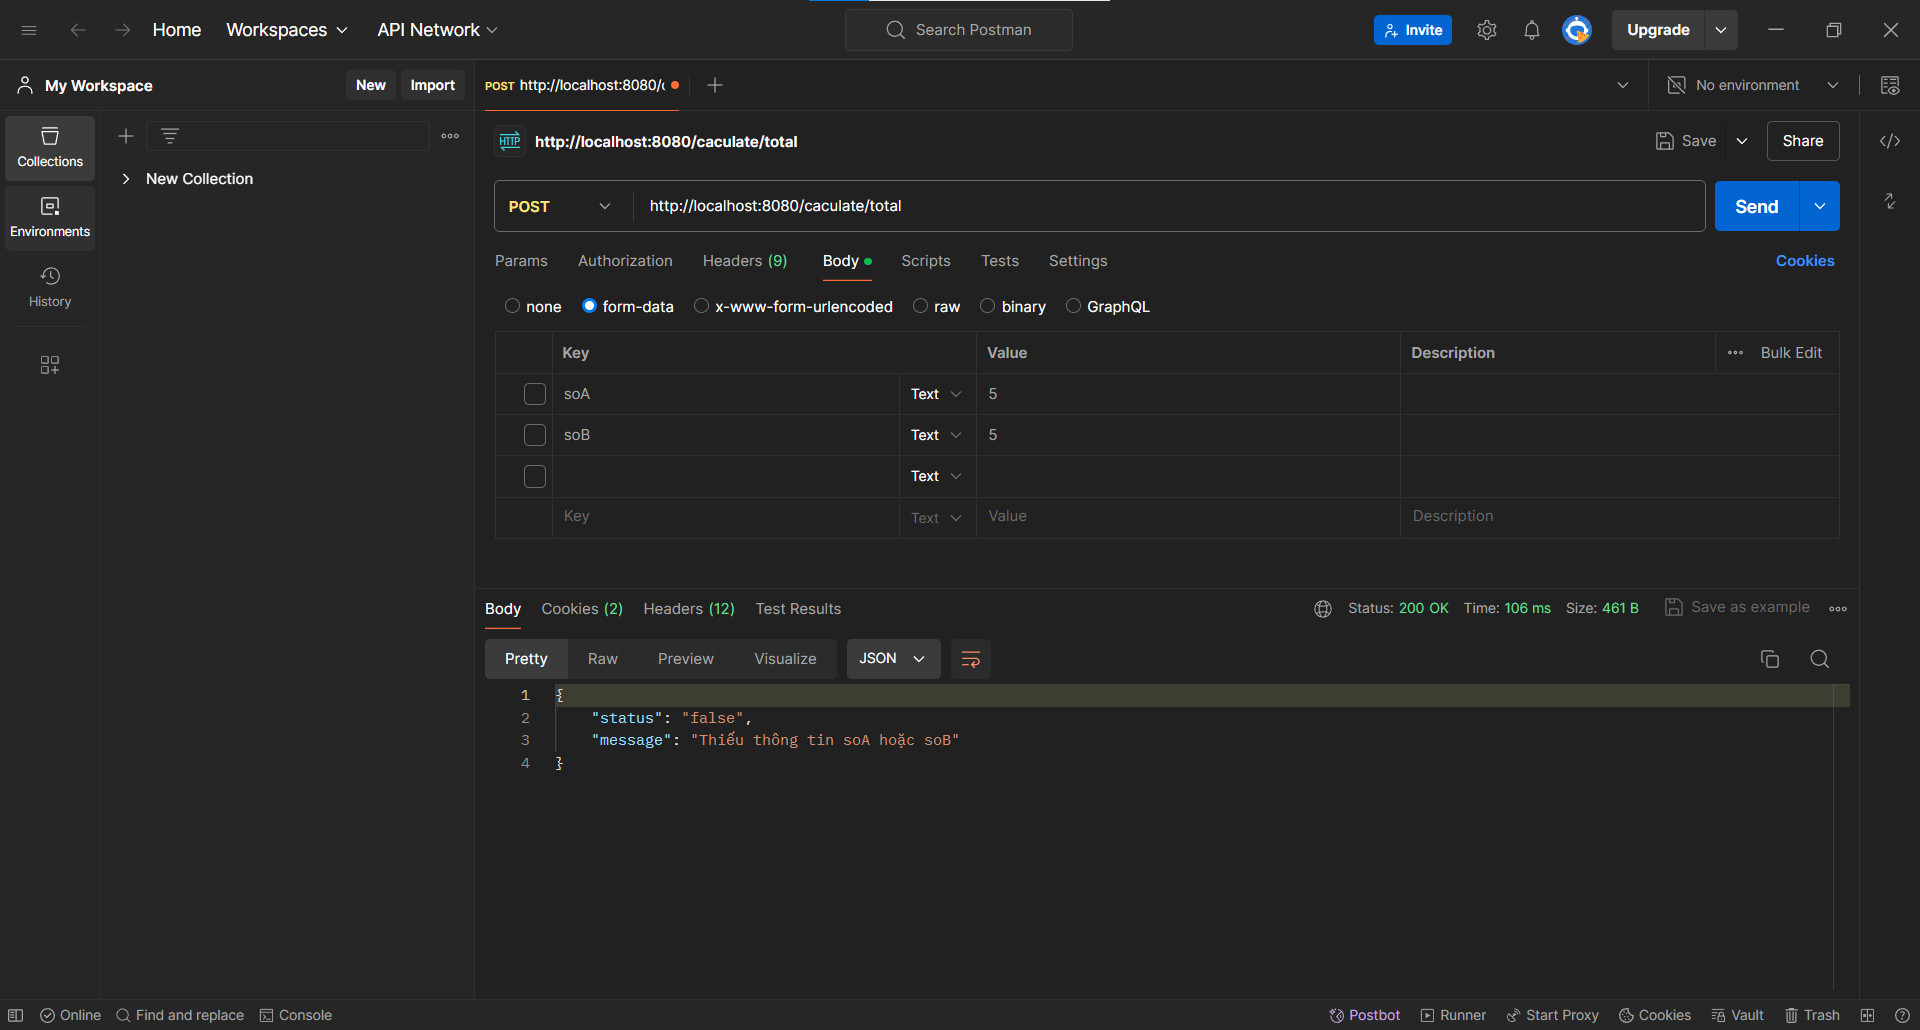 Home Workspaces API Network Search Postman Invite Upgrade
My Workspace New Import POST http://localhost:8080/c No environment
HTTP http://localhost:8080/caculate/total Save Share
Collections
New Collection
POST http://localhost:8080/caculate/total Send
Environments
Params Authorization Headers (9) Body Scripts Tests Settings Cookies
History
none form-data x-www-form-urlencoded raw binary GraphQL
Key Value Description Bulk Edit
soA Text 5
soB Text 5
Text
Key Text Value Description
Body Cookies (2) Headers (12) Test Results Status: 200 OK Time: 106 ms Size: 461 B Save as example
Pretty Raw Preview Visualize JSON
1 {
2 "status": "false",
3 "message": "Thiếu thông tin soA hoặc soB"
4 }
Online Find and replace Console Postbot Runner Start Proxy Cookies Vault Trash